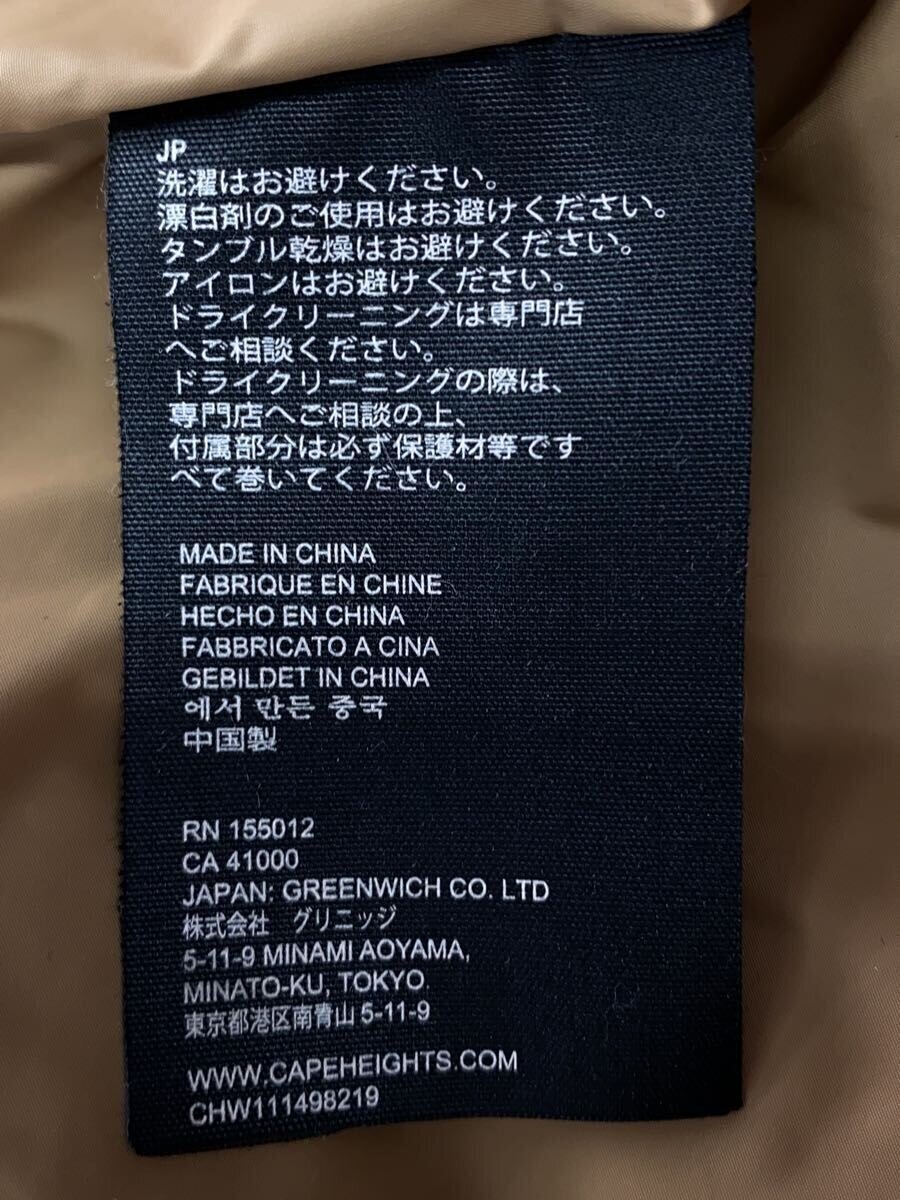 JP
洗濯はお避けください。
漂白剤のご使用はお避けください。
タンブル乾燥はお避けください。
アイロンはお避けください。
ドライクリーニングは専門店
へご相談ください。
ドライクリーニングの際は、
専門店へご相談の上、
付属部分は必ず保護材等です
べて巻いてください。
MADE IN CHINA
FABRIQUE EN CHINE
HECHO EN CHINA
FABBRICATO A CINA
GEBILDET IN CHINA
에서 만든 중국
中国製
RN 155012
CA 41000
JAPAN: GREENWICH CO. LTD
株式会社 グリニッジ
5-11-9 MINAMI AOYAMA,
MINATO-KU, TOKYO
東京都港区南青山 5-11-9
WWW.CAPEHEIGHTS.COM
CHW111498219